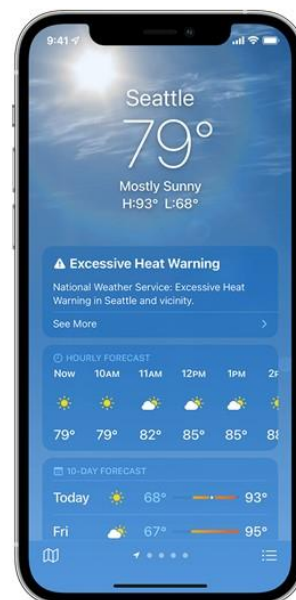 9:41
Seattle
79°
Mostly Sunny
H:93° L:68°
Excessive Heat Warning
National Weather Service: Excessive Heat
Warning in Seattle and vicinity.
See More
HOURLY FORECAST
Now 10AM 11AM 12PM 1PM
79° 79° 82° 85° 85°
10-DAY FORECAST
Today 68° 93°
Fri 67° 95°